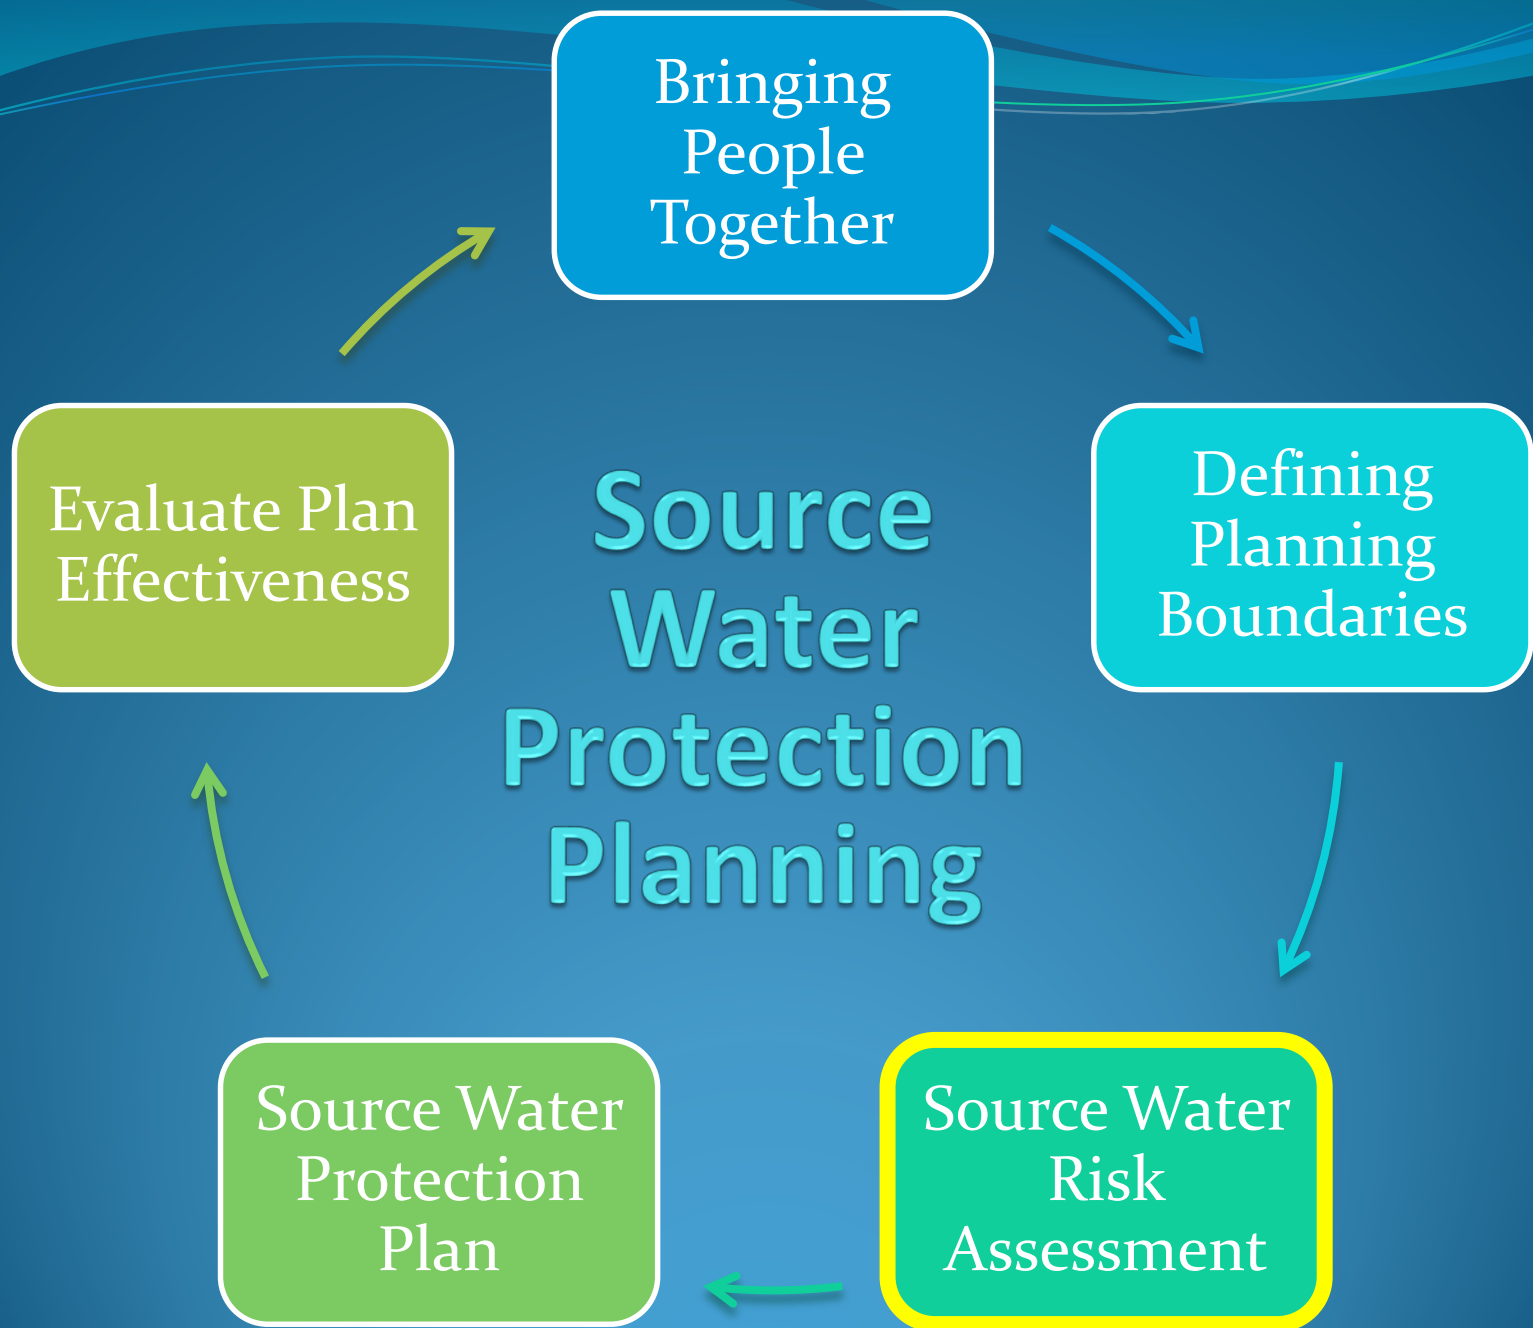 Bringing
People
Together
Defining
Planning
Boundaries
Source Water
Risk
Assessment
Source Water
Protection
Plan
Evaluate Plan
Effectiveness
Source
Water
Protection
Planning